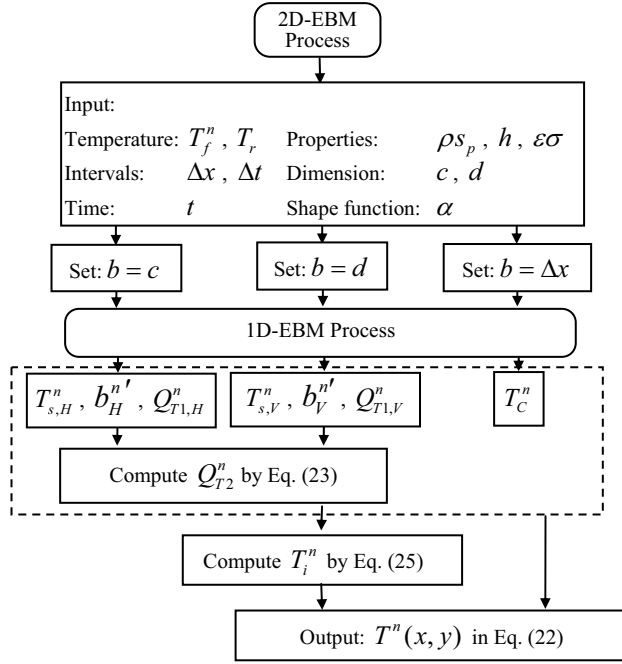 2D-EBM
Process
Input:
Temperature: T_f^n , T_r Properties: ρs_p , h , εσ
Intervals: Δx , Δt Dimension: c , d
Time: t Shape function: α
Set: b = c Set: b = d Set: b = Δx
1D-EBM Process
T_{s,H}^n , b_H^{n'} , Q_{T1,H}^n T_{s,V}^n , b_V^{n'} , Q_{T1,V}^n T_C^n
Compute Q_{T2}^n by Eq. (23)
Compute T_i^n by Eq. (25)
Output: T^n(x, y) in Eq. (22)